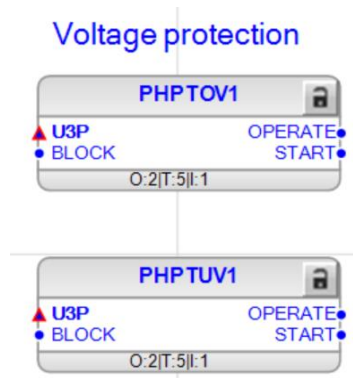 Voltage protection
PHPTOV1
U3P OPERATE
BLOCK START
O:2|T:5|I:1
PHPTUV1
U3P OPERATE
BLOCK START
O:2|T:5|I:1